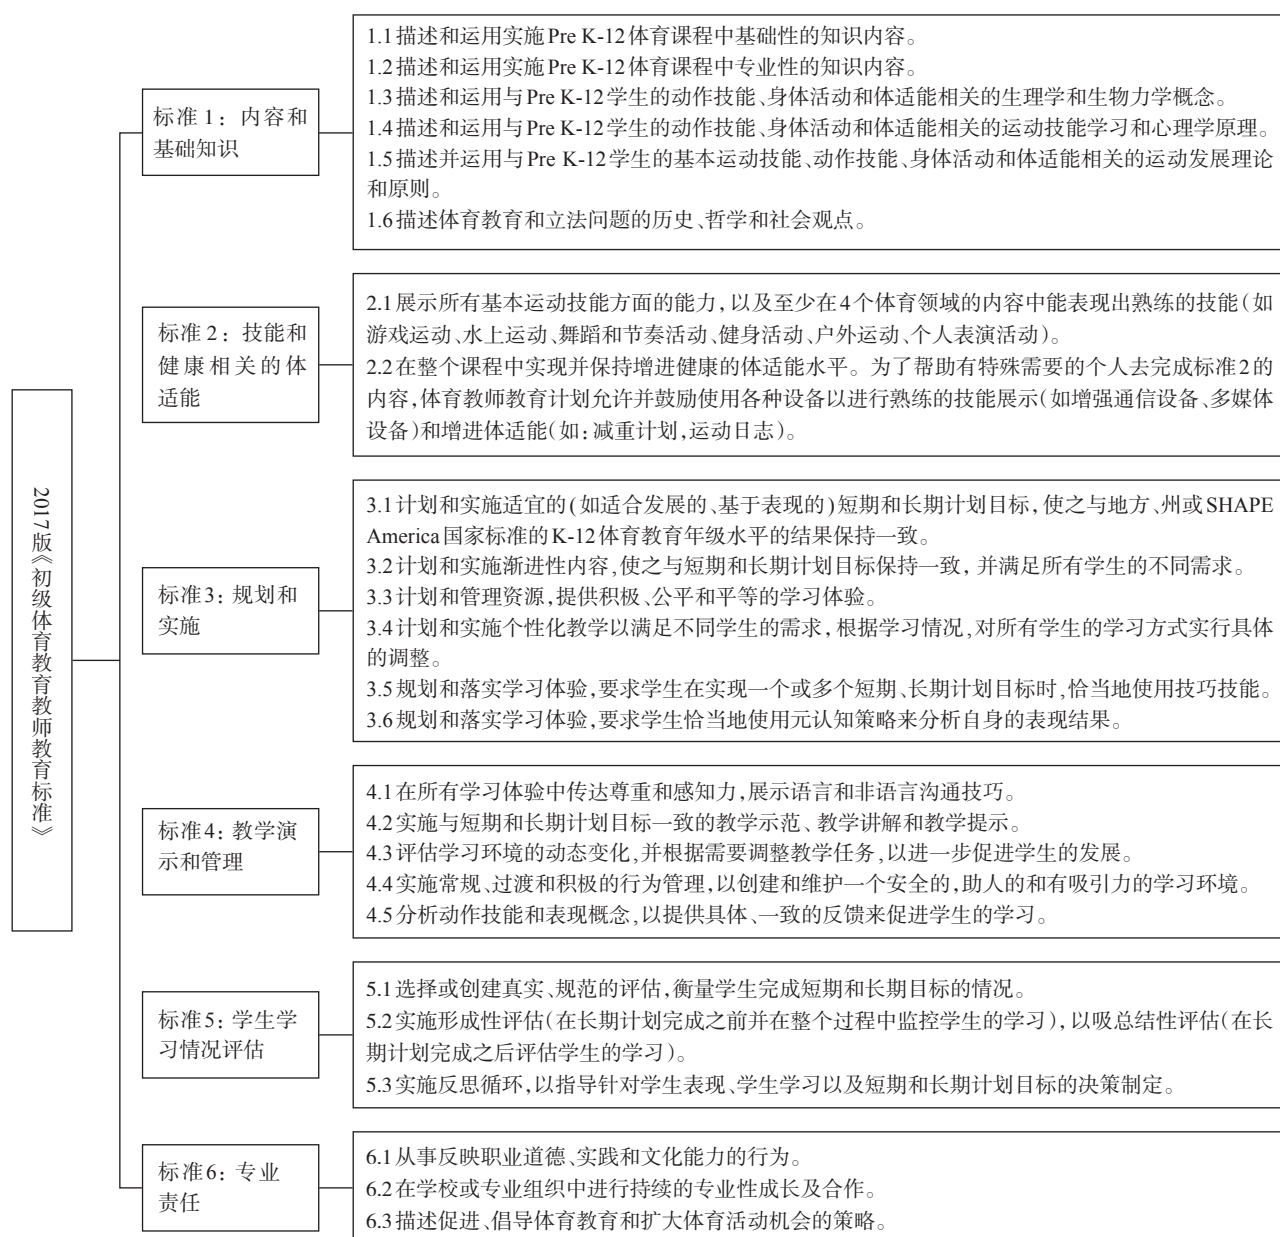 2017版《初级体育教育教师教育标准》
标准1：内容和
基础知识
1.1描述和运用实施Pre K-12体育课程中基础性的知识内容。
1.2描述和运用实施Pre K-12体育课程中专业性的知识内容。
1.3描述和运用与Pre K-12学生的动作技能、身体活动和体适能相关的生理学和生物力学概念。
1.4描述和运用与Pre K-12学生的动作技能、身体活动和体适能相关的运动技能学习和心理学原理。
1.5描述并运用与Pre K-12学生的基本运动技能、动作技能、身体活动和体适能相关的运动发展理论
和原则。
1.6描述体育教育和立法问题的历史、哲学和社会观点。
标准2：技能和
健康相关的体
适能
2.1展示所有基本运动技能方面的能力，以及至少在4个体育领域的内容中能表现出熟练的技能（如
游戏运动、水上运动、舞蹈和节奏活动、健身活动、户外运动、个人表演活动）。
2.2在整个课程中实现并保持增进健康的体适能水平。为了帮助有特殊需要的个人去完成标准2的
内容，体育教师教育计划允许并鼓励使用各种设备以进行熟练的技能展示（如增强通信设备、多媒体
设备）和增进体适能（如：减重计划，运动日志）。
标准3：规划和
实施
3.1计划和实施适宜的（如适合发展的、基于表现的）短期和长期计划目标，使之与地方、州或SHAPE
America国家标准的K-12体育教育年级水平的结果保持一致。
3.2计划和实施渐进性内容，使之与短期和长期计划目标保持一致，并满足所有学生的不同需求。
3.3计划和管理资源，提供积极、公平和平等的学习体验。
3.4计划和实施个性化教学以满足不同学生的需求，根据学习情况，对所有学生的学习方式实行具体
的调整。
3.5规划和落实学习体验，要求学生在实现一个或多个短期、长期计划目标时，恰当地使用技巧技能。
3.6规划和落实学习体验，要求学生恰当地使用元认知策略来分析自身的表现结果。
标准4：教学演
示和管理
4.1在所有学习体验中传达尊重和感知力，展示语言和非语言沟通技巧。
4.2实施与短期和长期计划目标一致的教学示范、教学讲解和教学提示。
4.3评估学习环境的动态变化，并根据需要调整教学任务，以进一步促进学生的发展。
4.4实施常规、过渡和积极的行为管理，以创建和维护一个安全的，助人的和有吸引力的学习环境。
4.5分析动作技能和表现概念，以提供具体、一致的反馈来促进学生的学习。
标准5：学生学
习情况评估
5.1选择或创建真实、规范的评估，衡量学生完成短期和长期目标的情况。
5.2实施形成性评估（在长期计划完成之前并在整个过程中监控学生的学习），以吸总结性评估（在长
期计划完成之后评估学生的学习）。
5.3实施反思循环，以指导针对学生表现、学生学习以及短期和长期计划目标的决策制定。
标准6：专业
责任
6.1从事反映职业道德、实践和文化能力的行为。
6.2在学校或专业组织中进行持续的专业性成长及合作。
6.3描述促进、倡导体育教育和扩大体育活动机会的策略。